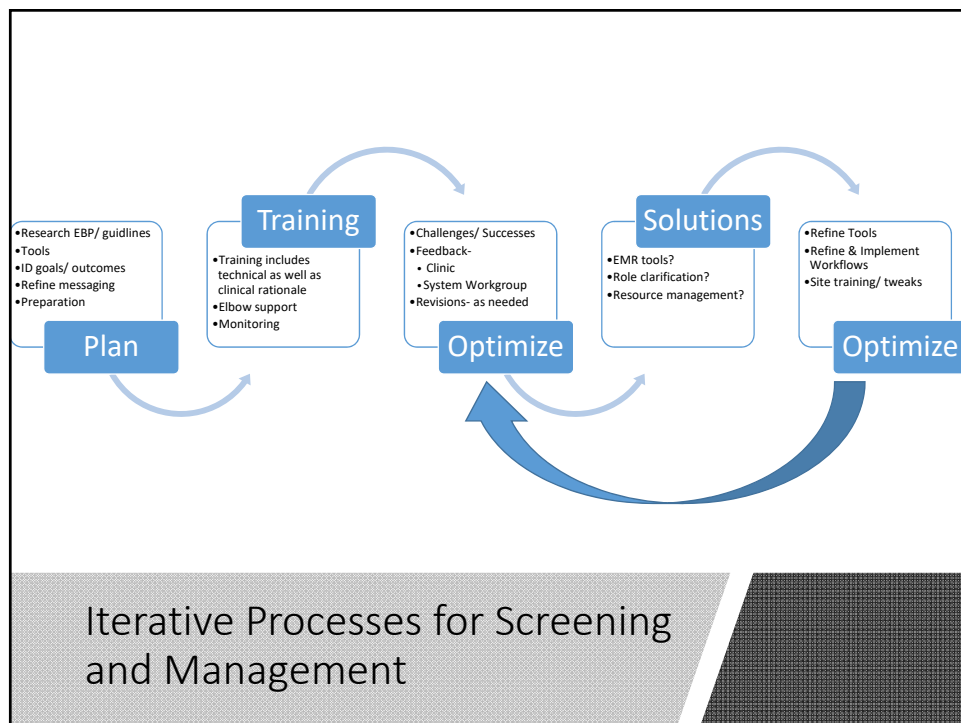 •Research EBP/ guidlines
•Tools
•ID goals/ outcomes
•Refine messaging
•Preparation
Plan
Training
•Training includes
technical as well as
clinical rationale
•Elbow support
•Monitoring
•Challenges/ Successes
•Feedback-
• Clinic
•System Workgroup
•Revisions- as needed
Optimize
Solutions
•EMR tools?
•Role clarification?
•Resource management?
•Refine Tools
•Refine & Implement
Workflows
•Site training/ tweaks
Optimize
Iterative Processes for Screening
and Management